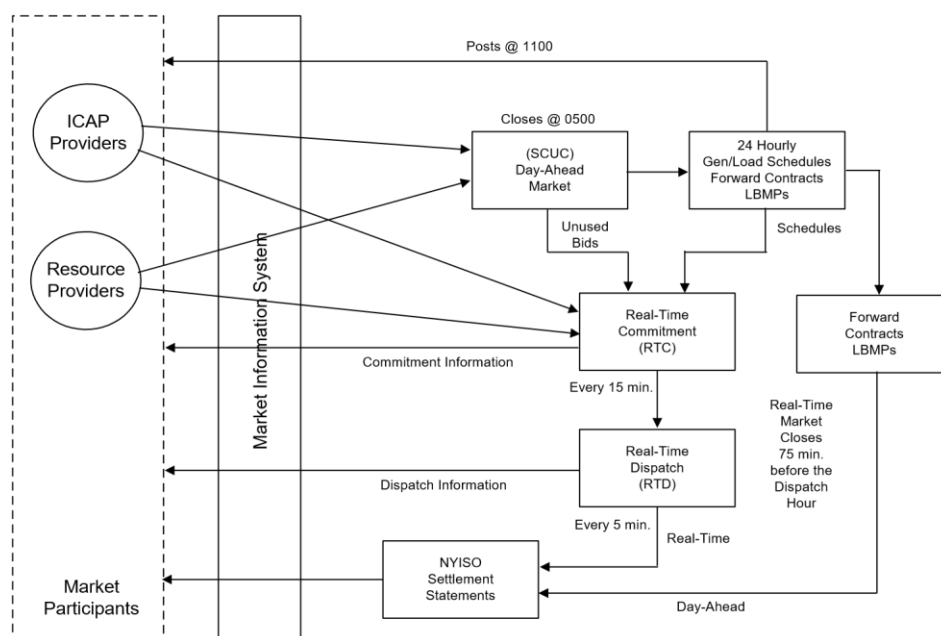 Posts @ 1100
ICAP
Providers
Closes @ 0500
(SCUC)
Day-Ahead
Market
24 Hourly
Gen/Load Schedules
Forward Contracts
LBMPs
Unused
Bids
Schedules
Resource
Providers
Market Information System
Real-Time
Commitment
(RTC)
Forward
Contracts
LBMPs
Commitment Information
Every 15 min.
Real-Time
Market
Closes
75 min.
before the
Dispatch
Hour
Real-Time
Dispatch
(RTD)
Dispatch Information
Every 5 min.
Real-Time
NYISO
Settlement
Statements
Market
Participants
Day-Ahead